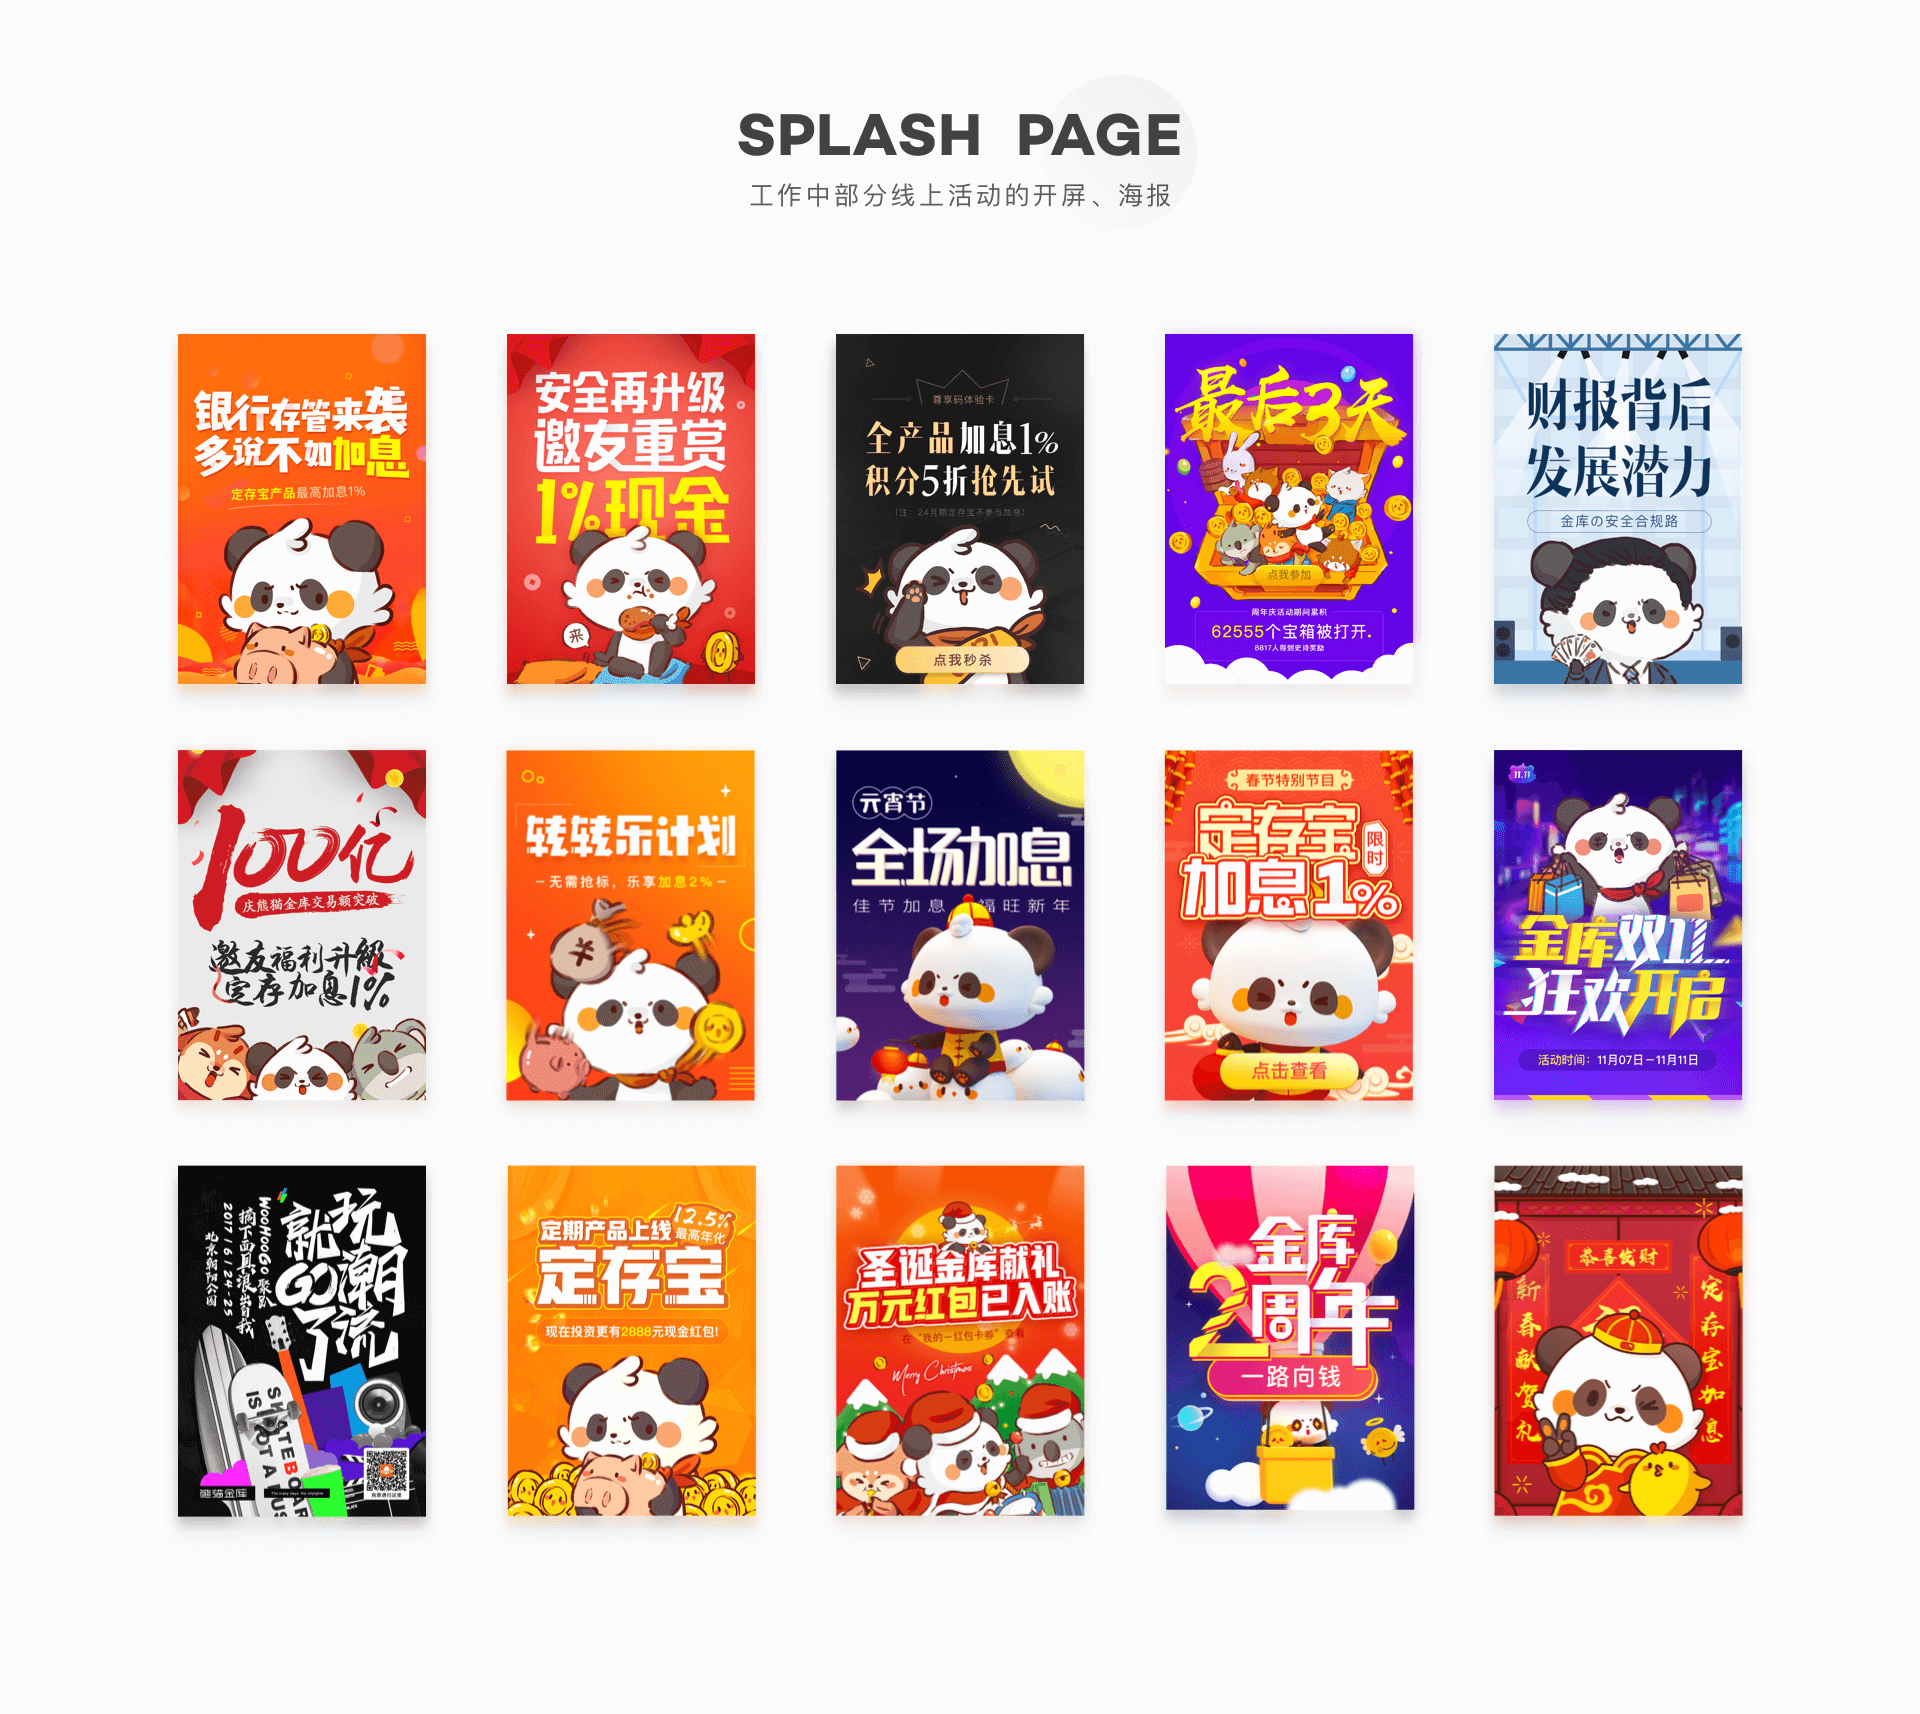 SPLASH PAGE
工作中部分线上活动的开屏、海报
银行存管来袭
多说不如加息
定存宝产品最高加息1%
安全再升级
邀友重赏
1%现金
来
尊享码体验卡
全产品加息1%
积分5折抢先试
(注: 24月期定存宝不参与加息)
点我秒杀
最后3天
点我参加
周年庆活动期间累积
62555个宝箱被打开.
8817人得到史诗奖励
财报背后
发展潜力
金库の安全合规路
100亿
庆熊猫金库交易额突破
邀友福利升級
定存加息1%
转转乐计划
无需抢标，乐享加息2%
元宵节
全场加息
佳节加息 福旺新年
春节特别节目
定存宝
限时
加息1%
点击查看
11.11
金库双11
狂欢开启
活动时间：11月07日－11月11日
玩潮流
就GO了
WooHooGo 聚队
摘下面具浪出自我
2017/6/24-25
北京朝阳公园
SKATEBOARD
IS NOT A
熊猫金库
定期产品上线
12.5%
最高年化
定存宝
现在投资更有2888元现金红包!
圣诞金库献礼
万元红包已入账
在“我的—红包卡券”查看
Merry Christmas
金库
2周年
一路向钱
恭喜发财
新春献贺礼
定存宝加息